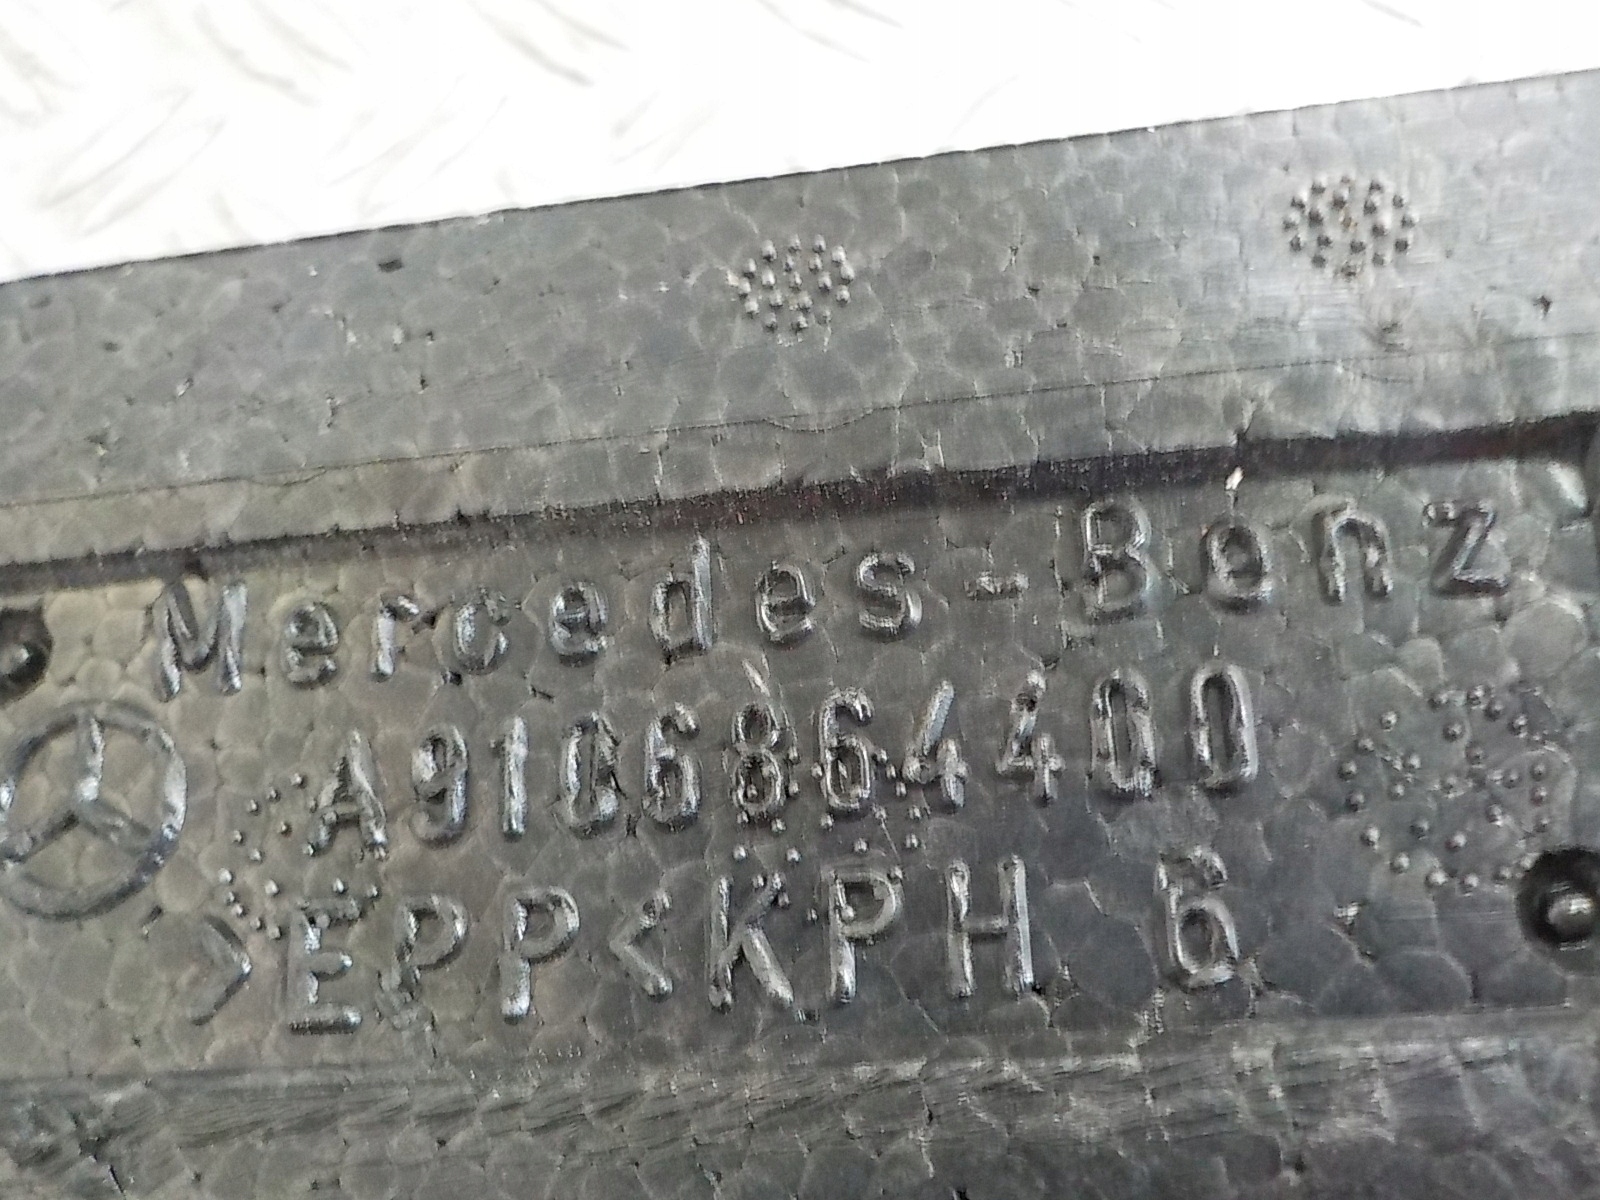 Mercedes-Benz
A9106864400
>EPP< KPH 6